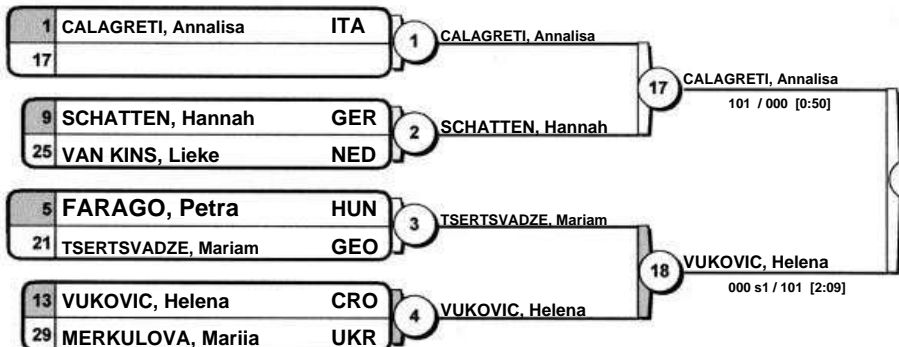 1 CALAGRETI, Annalisa ITA
17
1
CALAGRETI, Annalisa
9 SCHATTEN, Hannah GER
25 VAN KINS, Lieke NED
2
SCHATTEN, Hannah
17
CALAGRETI, Annalisa
101 / 000 [0:50]
5 FARAGO, Petra HUN
21 TSERTSVADZE, Mariam GEO
3
TSERTSVADZE, Mariam
13 VUKOVIC, Helena CRO
29 MERKULOVA, Mariia UKR
4
VUKOVIC, Helena
18
VUKOVIC, Helena
000 s1 / 101 [2:09]